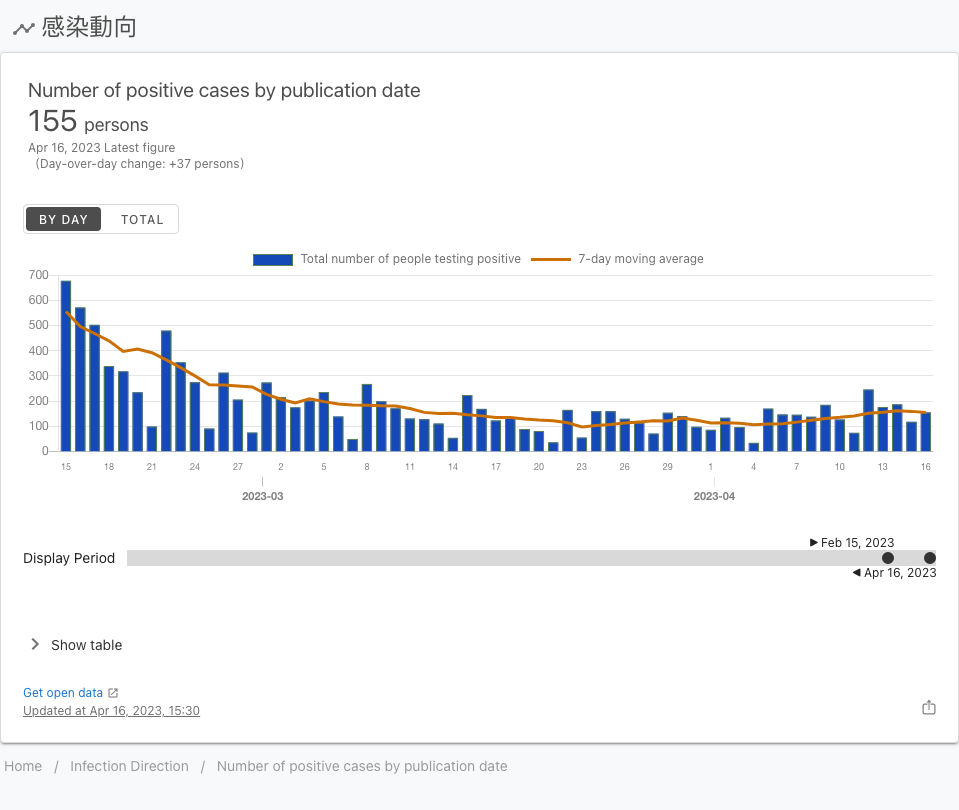 感染動向
Number of positive cases by publication date
155 persons
Apr 16, 2023 Latest figure
(Day-over-day change: +37 persons)
BY DAY TOTAL
Total number of people testing positive 7-day moving average
700
600
500
400
300
200
100
0
15 18 21 24 27 2 5 8 11 14 17 20 23 26 29 1 4 7 10 13 16
2023-03 2023-04
Feb 15, 2023
Display Period
Apr 16, 2023
Show table
Get open data
Updated at Apr 16, 2023, 15:30
Home / Infection Direction / Number of positive cases by publication date